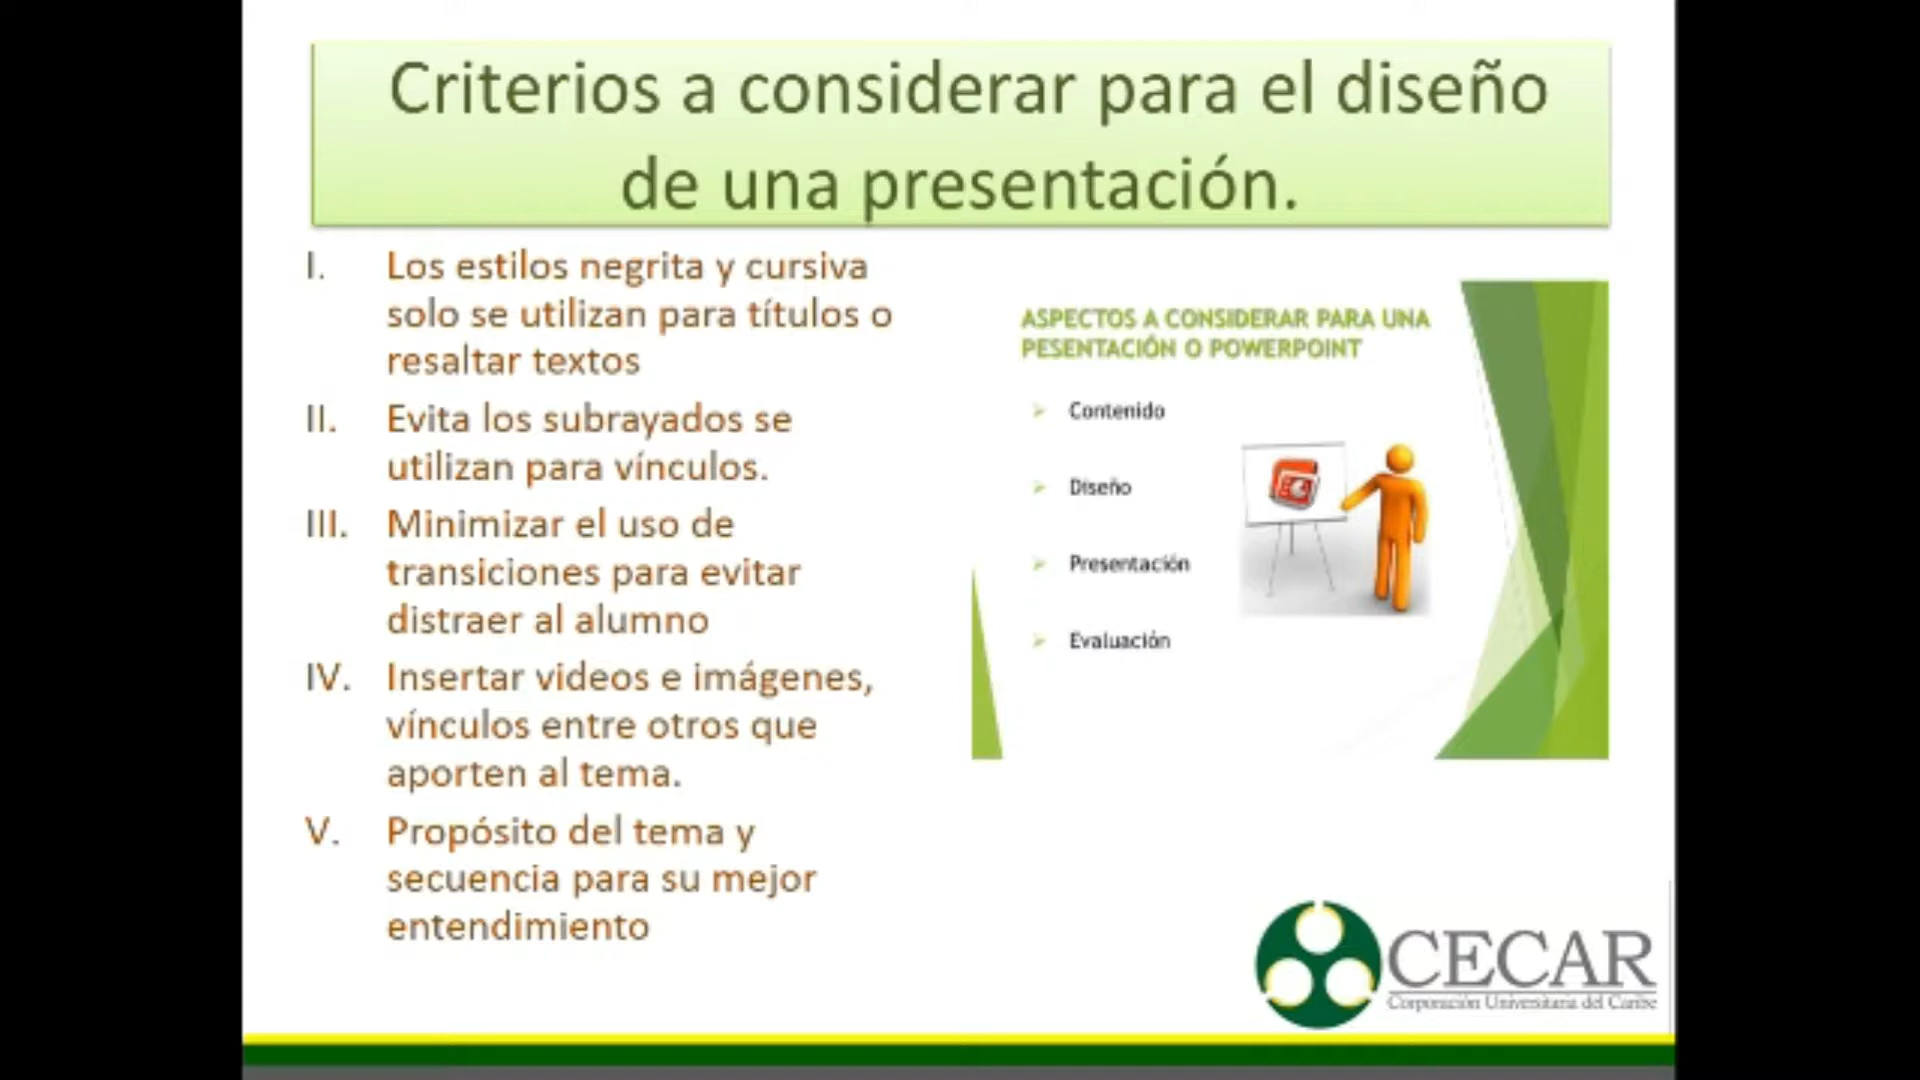 Criterios a considerar para el diseño
de una presentación.
I. Los estilos negrita y cursiva
solo se utilizan para títulos o
resaltar textos
II. Evita los subrayados se
utilizan para vínculos.
III. Minimizar el uso de
transiciones para evitar
distraer al alumno
IV. Insertar videos e imágenes,
vínculos entre otros que
aporten al tema.
V. Propósito del tema y
secuencia para su mejor
entendimiento
ASPECTOS A CONSIDERAR PARA UNA
PESENTACIÓN O POWERPOINT
Contenido
Diseño
Presentación
Evaluación
CECAR
Corporación Universitaria del Caribe